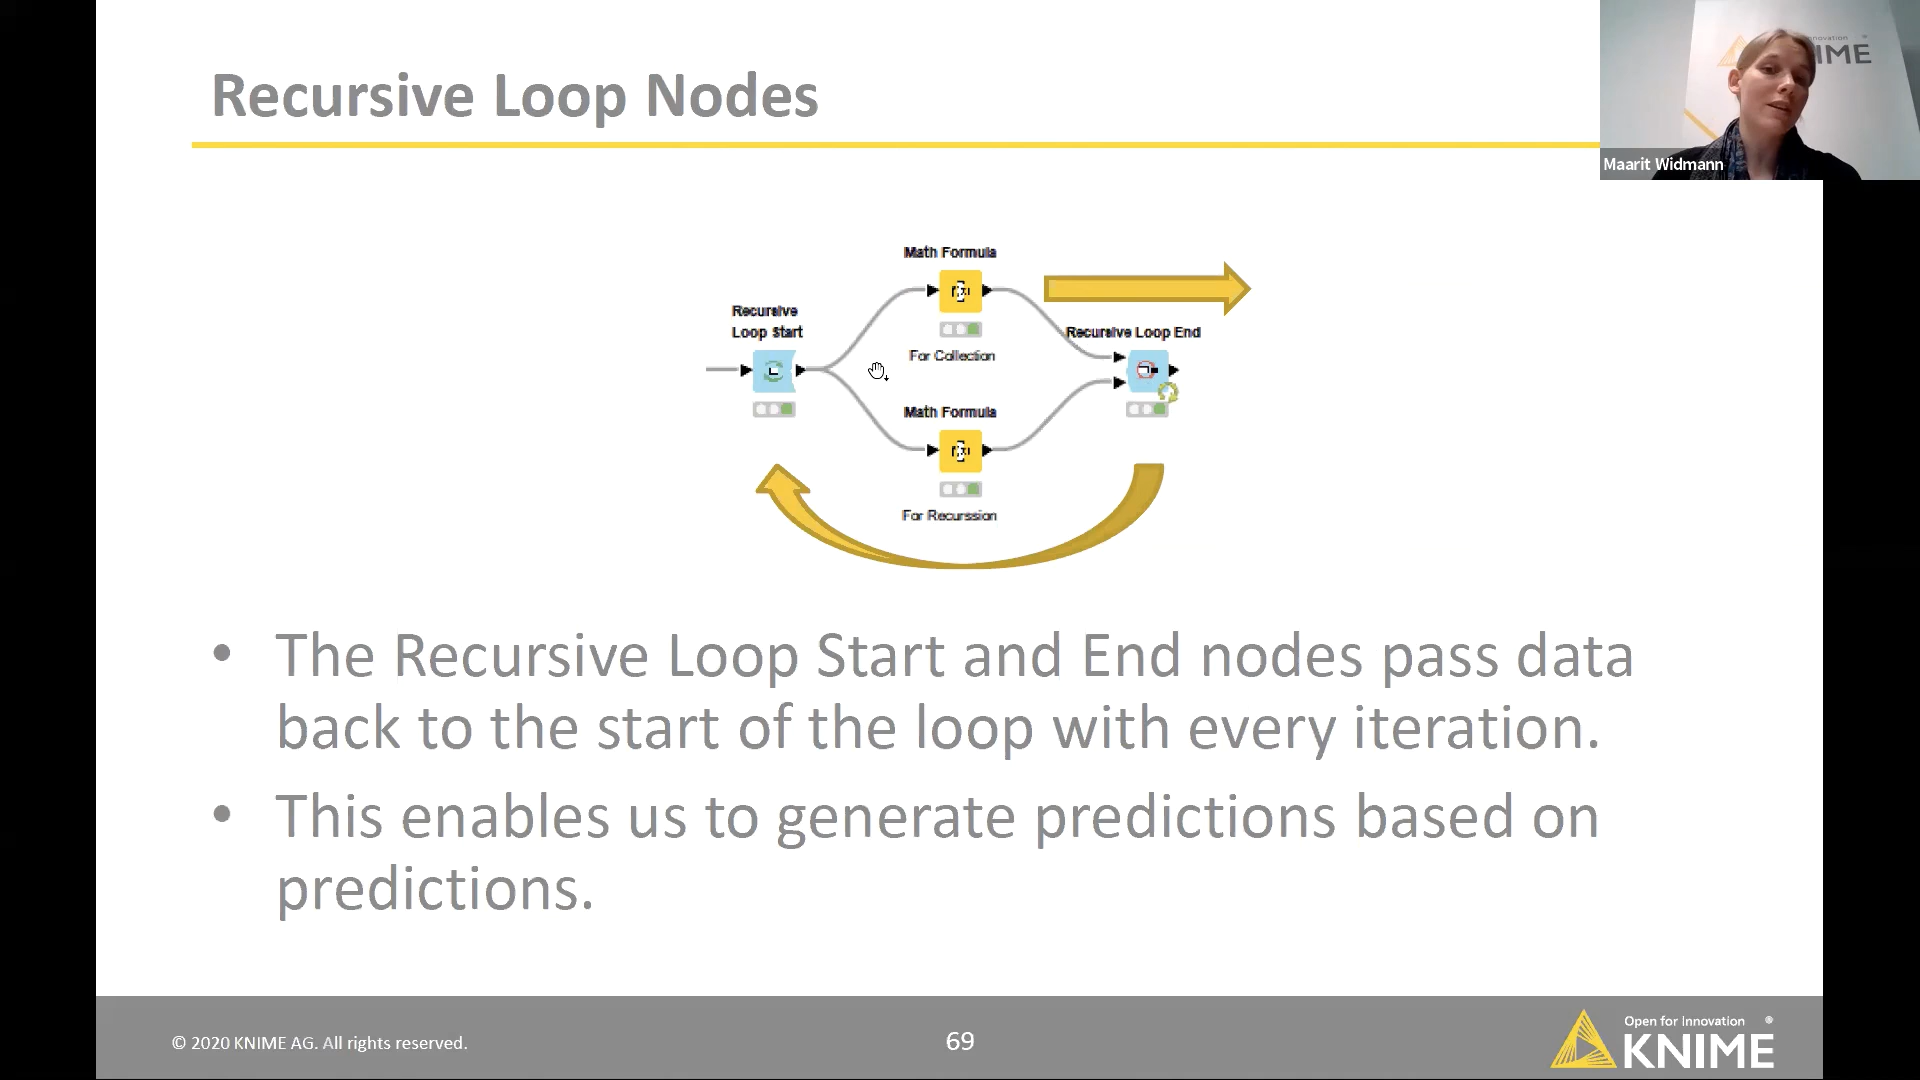 Recursive Loop Nodes
nnovation
IME
Maarit Widmann
Math Formula
Recursive
Loop Start
Recursive Loop End
For Collection
Math Formula
For Recurssion
• The Recursive Loop Start and End nodes pass data
back to the start of the loop with every iteration.
• This enables us to generate predictions based on
predictions.
© 2020 KNIME AG. All rights reserved.
69
Open for Innovation ®
KNIME